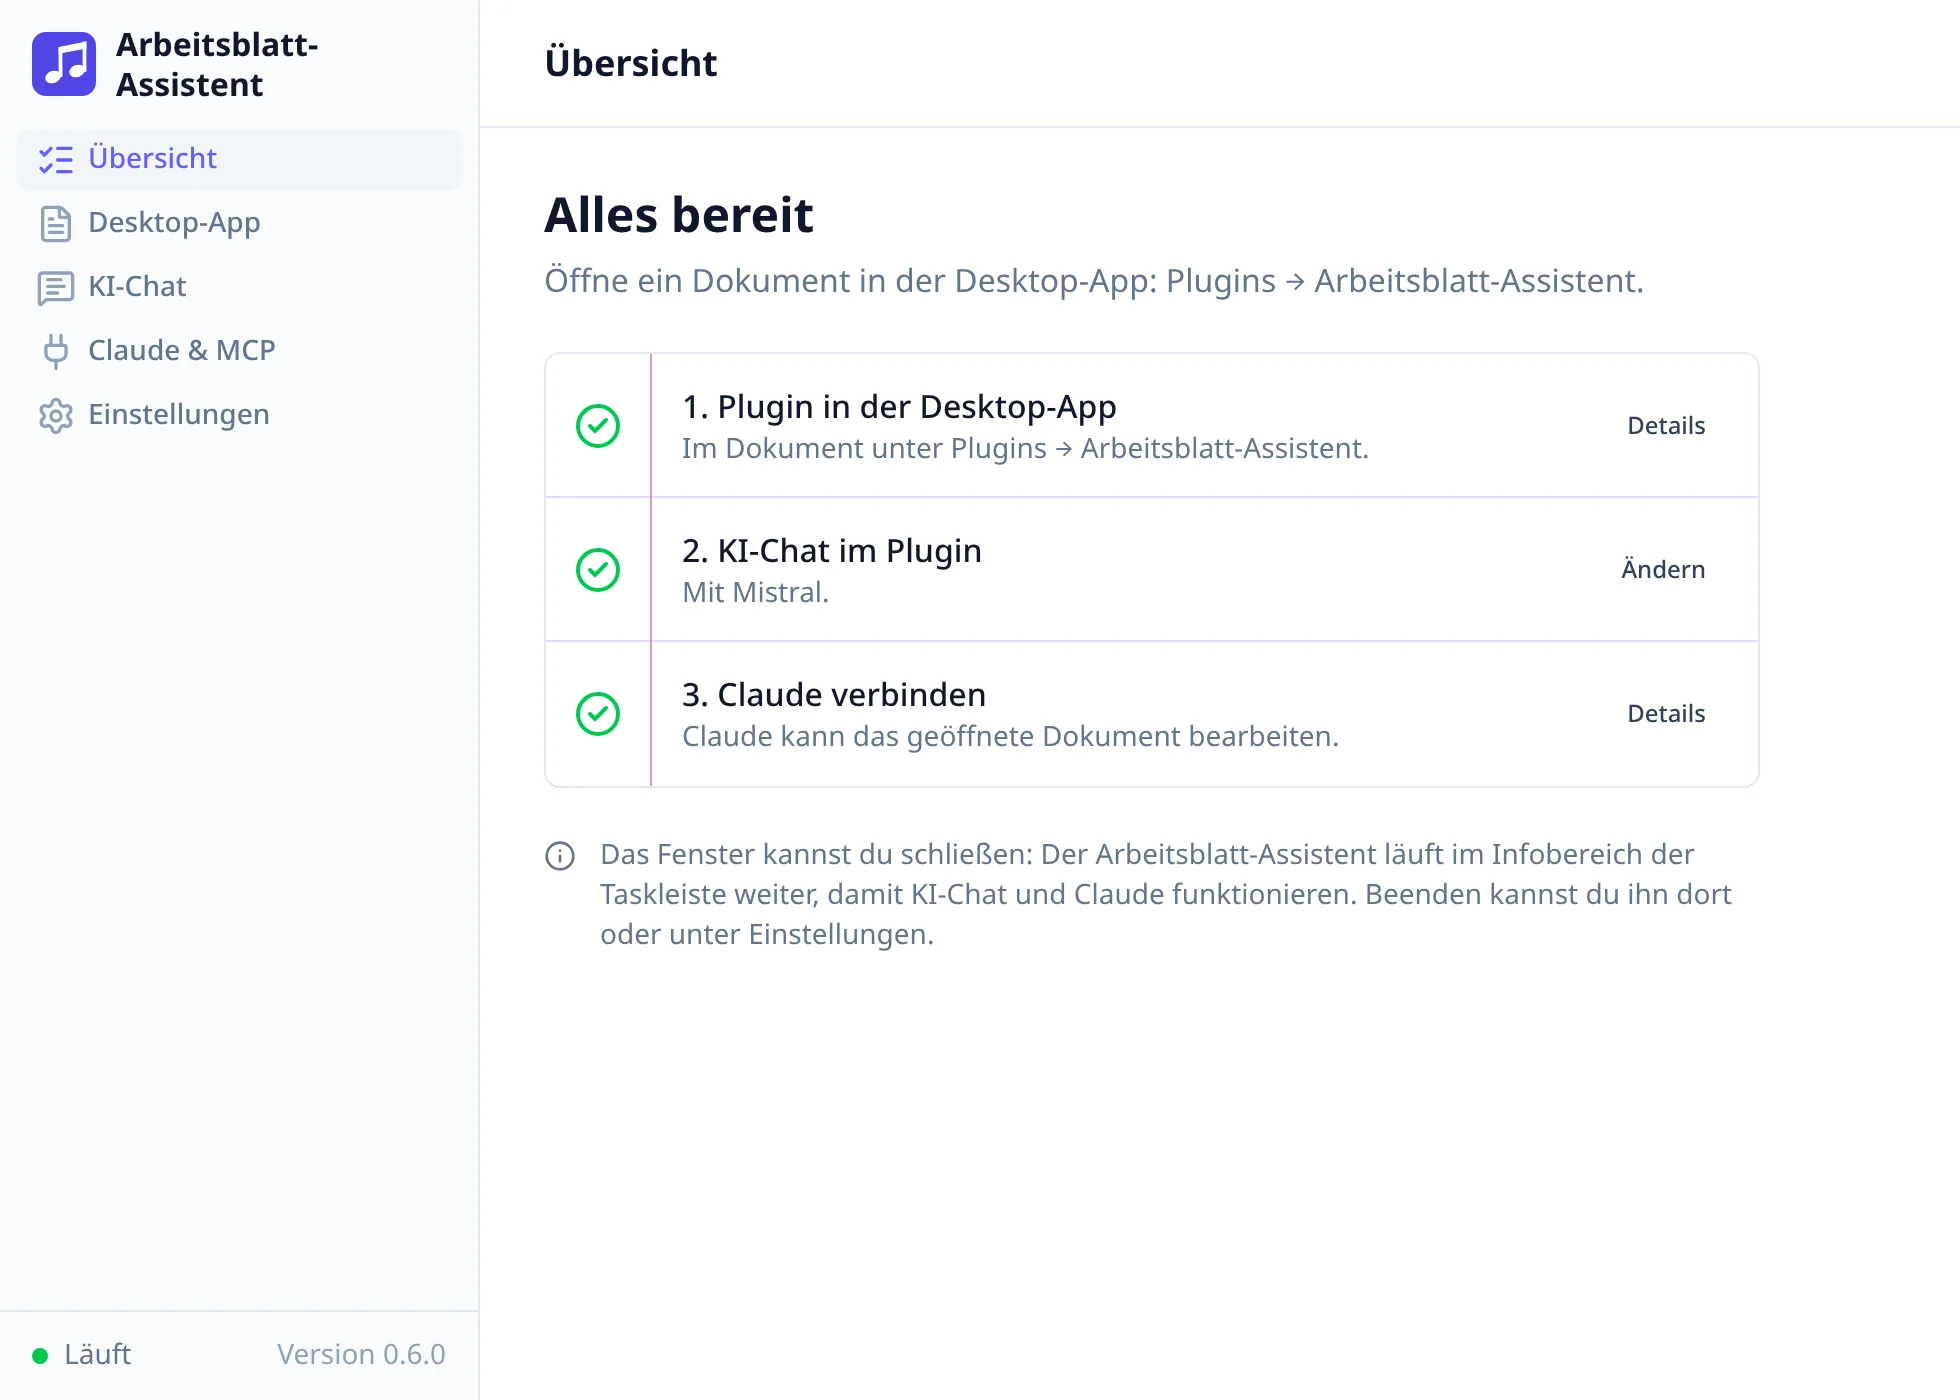 Arbeitsblatt-
Assistent
Übersicht
Desktop-App
KI-Chat
Claude & MCP
Einstellungen
Läuft
Version 0.6.0
Übersicht
Alles bereit
Öffne ein Dokument in der Desktop-App: Plugins → Arbeitsblatt-Assistent.
1. Plugin in der Desktop-App
Im Dokument unter Plugins → Arbeitsblatt-Assistent.
Details
2. KI-Chat im Plugin
Mit Mistral.
Ändern
3. Claude verbinden
Claude kann das geöffnete Dokument bearbeiten.
Details
Das Fenster kannst du schließen: Der Arbeitsblatt-Assistent läuft im Infobereich der
Taskleiste weiter, damit KI-Chat und Claude funktionieren. Beenden kannst du ihn dort
oder unter Einstellungen.